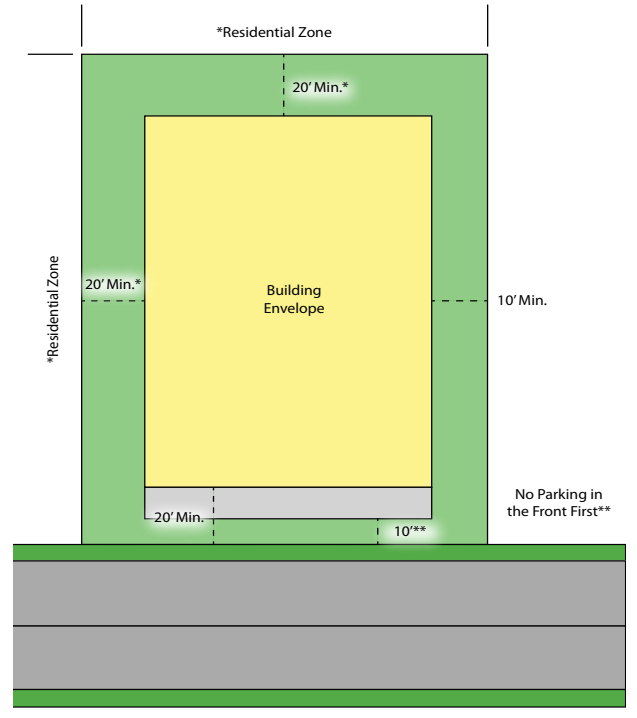 *Residential Zone
20' Min.*
*Residential Zone
20' Min.*
Building
Envelope
10' Min.
No Parking in
the Front First**
20' Min.
10'**